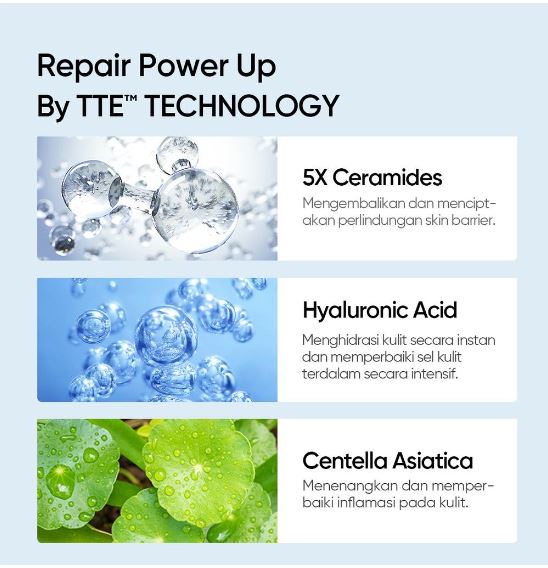 Repair Power Up
By TTE™ TECHNOLOGY
5X Ceramides
Mengembalikan dan mencipt-
akan perlindungan skin barrier.
Hyaluronic Acid
Menghidrasi kulit secara instan
dan memperbaiki sel kulit
terdalam secara intensif.
Centella Asiatica
Menenangkan dan memper-
baiki inflamasi pada kulit.